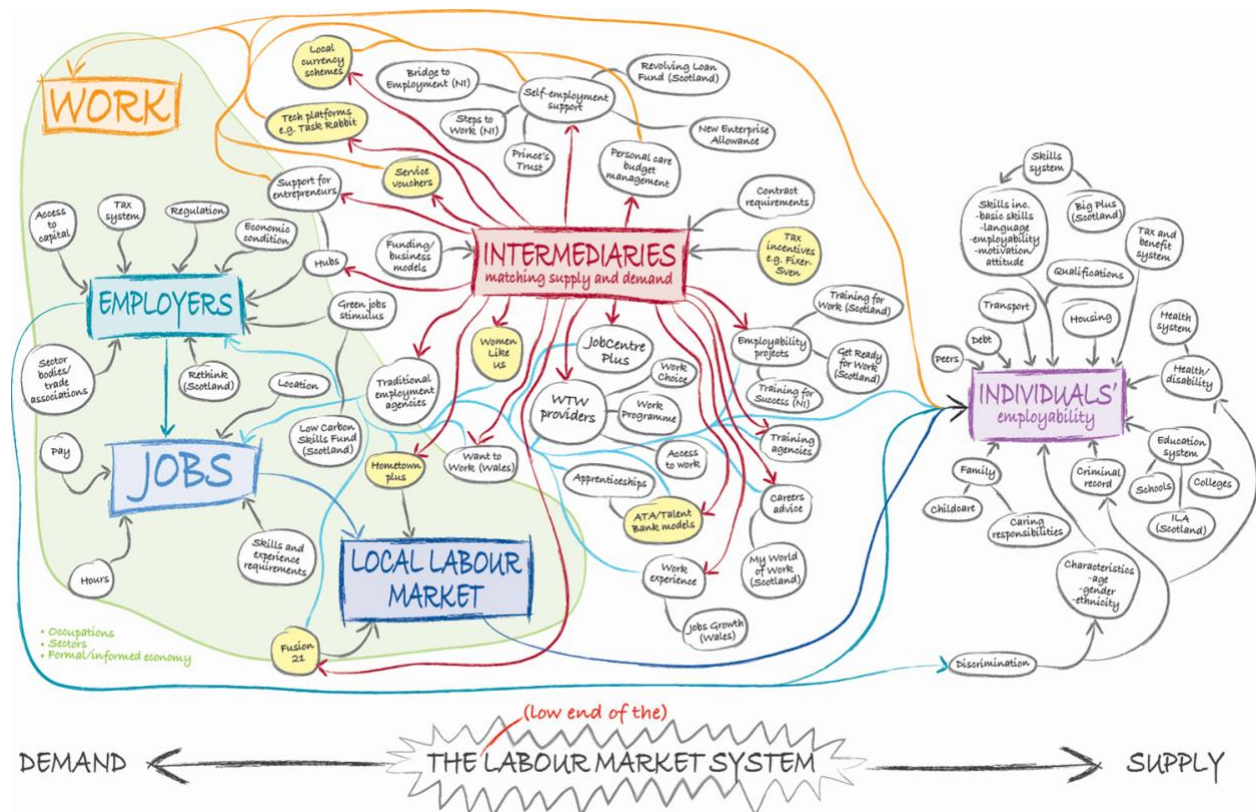 WORK
Local
currency
schemes
Bridge to
Employment (NI)
Self-employment
support
Revolving Loan
Fund (Scotland)
Tech platforms
e.g. Task Rabbit
Steps to
Work (NI)
Prince's
Trust
New Enterprise
Allowance
Personal care
budget
management
Service
vouchers
Support for
entrepreneurs
Contract
requirements
Access
to
capital
Tax
system
Regulation
Economic
condition
Hubs
Funding/
business
models
INTERMEDIARIES
matching supply and demand
Tax
incentives
e.g. Fixer-
Sven
EMPLOYERS
Green jobs
stimulus
Sector
bodies/
trade
associations
Rethink
(Scotland)
Location
Traditional
employment
agencies
Women
Like
us
JobCentre
Plus
Employability
projects
Training for
Work (Scotland)
Get Ready
for Work
(Scotland)
Training for
Success (NI)
WTW
providers
Work
Choice
Work
Programme
Access
to work
Training
agencies
Pay
JOBS
Low Carbon
Skills Fund
(Scotland)
Hometown
plus
Want to
Work (Wales)
Apprenticeships
ATA/Talent
Bank models
Careers
advice
Hours
Skills and
experience
requirements
LOCAL LABOUR
MARKET
Work
experience
My World
of Work
(Scotland)
Jobs Growth
(Wales)
Fusion
21
• Occupations
• Sectors
• Formal/informed economy
Skills
system
Skills inc.
-basic skills
-language
-employability
-motivation/
attitude
Big Plus
(Scotland)
Tax and
benefit
system
Qualifications
Transport
Housing
Health
system
Debt
Peers
Health/
disability
INDIVIDUALS'
employability
Education
system
Schools
Colleges
ILA
(Scotland)
Family
Childcare
Caring
responsibilities
Criminal
record
Characteristics
-age
-gender
-ethnicity
Discrimination
(low end of the)
DEMAND
THE LABOUR MARKET SYSTEM
SUPPLY